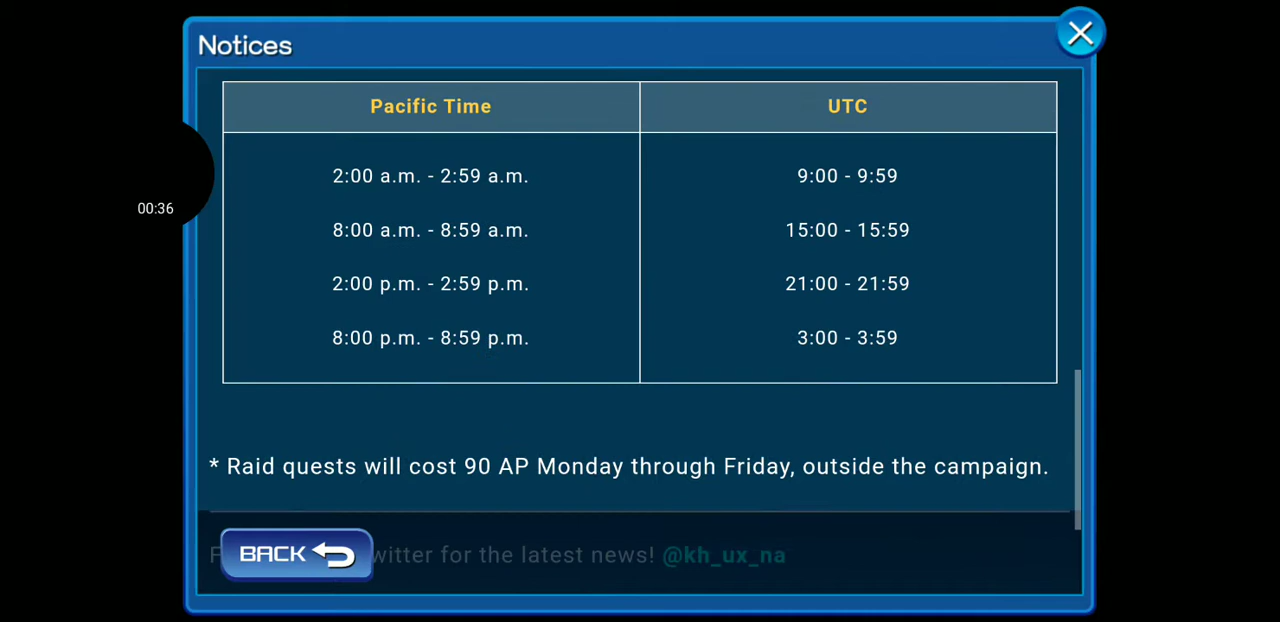 Notices
Pacific Time UTC
2:00 a.m. - 2:59 a.m. 9:00 - 9:59
00:36
8:00 a.m. - 8:59 a.m. 15:00 - 15:59
2:00 p.m. - 2:59 p.m. 21:00 - 21:59
8:00 p.m. - 8:59 p.m. 3:00 - 3:59
* Raid quests will cost 90 AP Monday through Friday, outside the campaign.
BACK witter for the latest news! @kh_ux_na